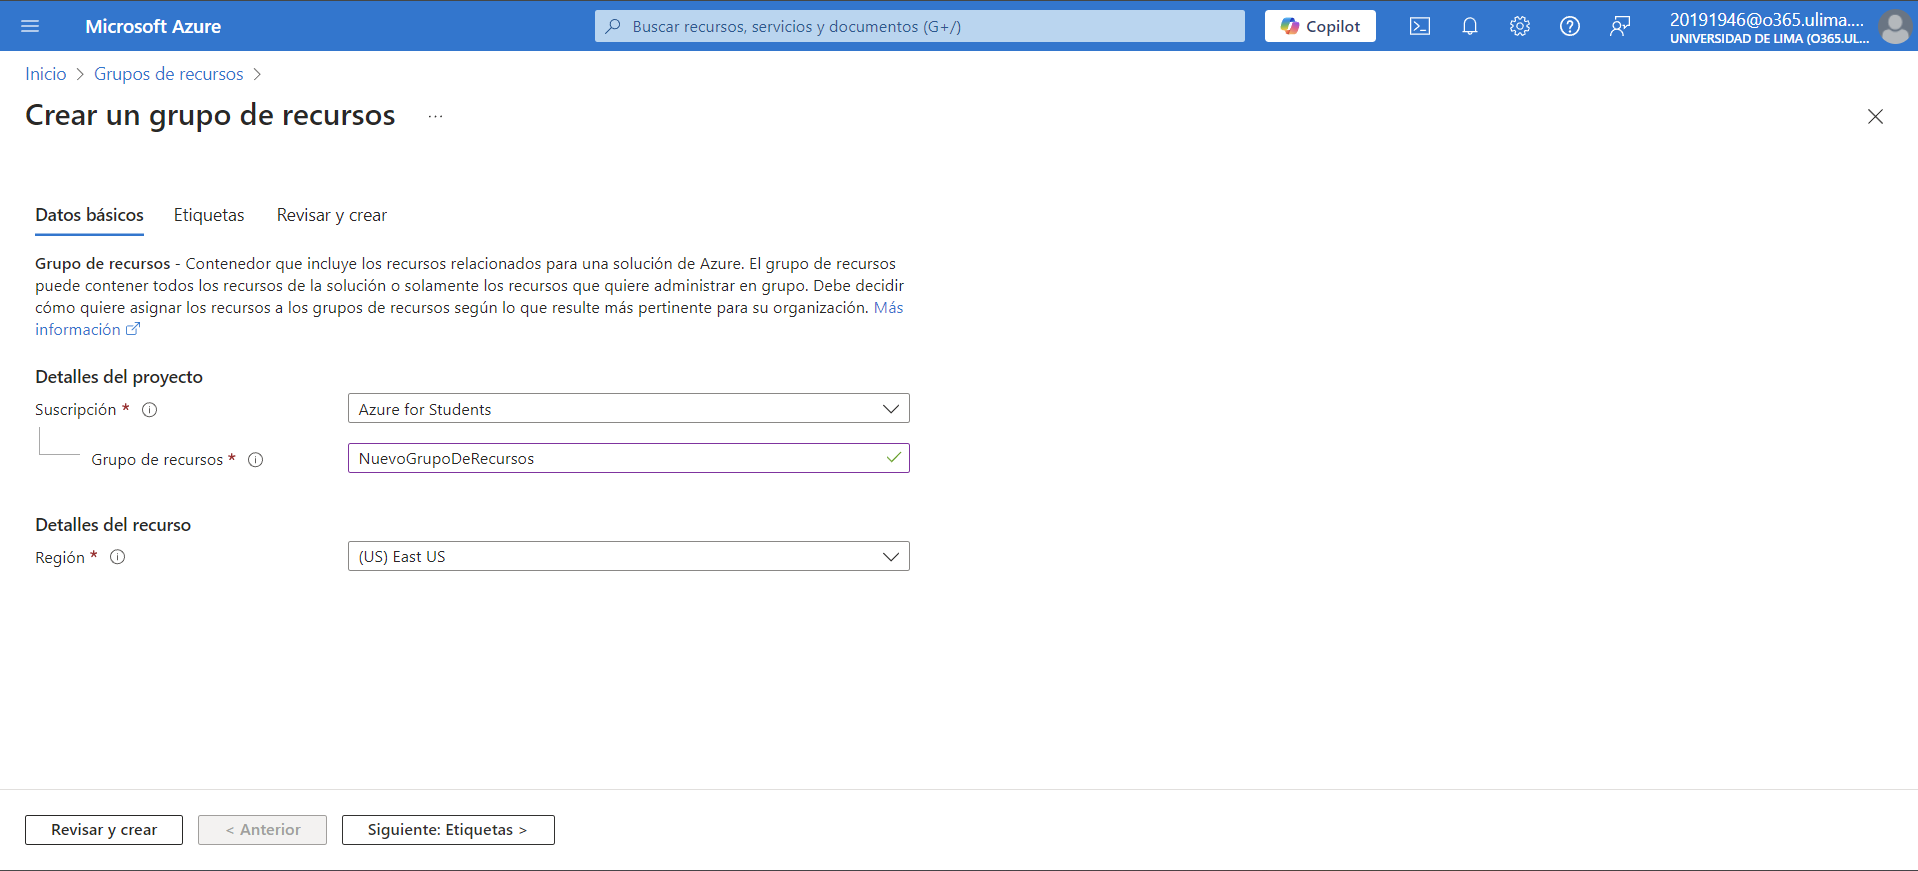 Microsoft Azure
Buscar recursos, servicios y documentos (G+/)
Copilot
20191946@o365.ulima....
UNIVERSIDAD DE LIMA (O365.UL...
Inicio > Grupos de recursos >
Crear un grupo de recursos ...
Datos básicos Etiquetas Revisar y crear
Grupo de recursos - Contenedor que incluye los recursos relacionados para una solución de Azure. El grupo de recursos
puede contener todos los recursos de la solución o solamente los recursos que quiere administrar en grupo. Debe decidir
cómo quiere asignar los recursos a los grupos de recursos según lo que resulte más pertinente para su organización. Más
información
Detalles del proyecto
Suscripción * Azure for Students
Grupo de recursos * NuevoGrupoDeRecursos
Detalles del recurso
Región * (US) East US
Revisar y crear < Anterior Siguiente: Etiquetas >